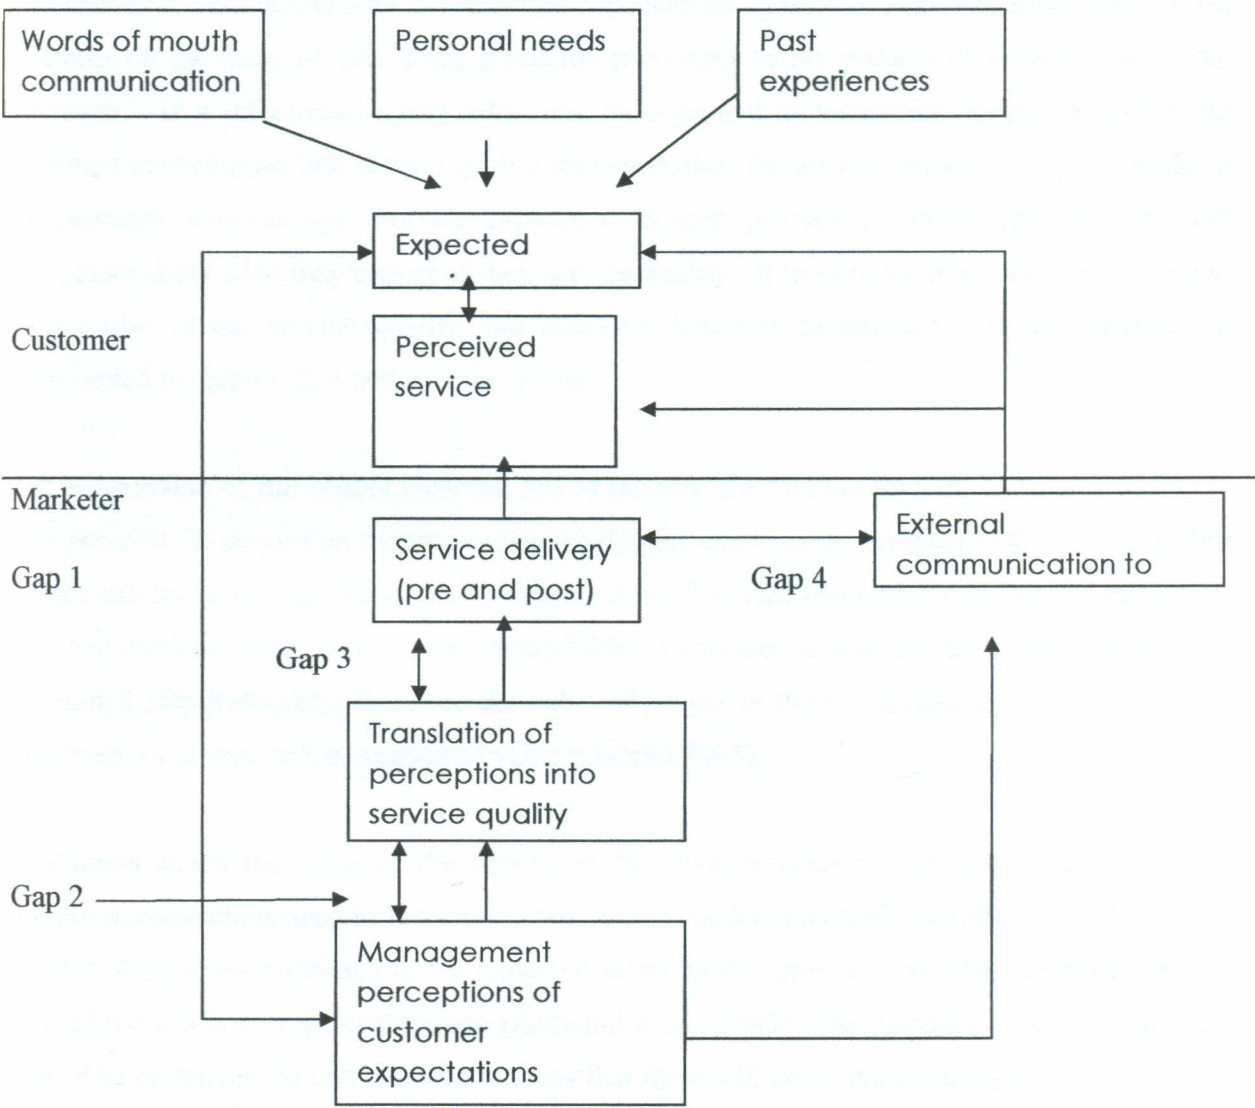 Words of mouth
communication
Personal needs
Past
experiences
Expected
Customer
Perceived
service
Marketer
Service delivery
(pre and post)
External
communication to
Gap 1
Gap 4
Gap 3
Translation of
perceptions into
service quality
Gap 2
Management
perceptions of
customer
expectations